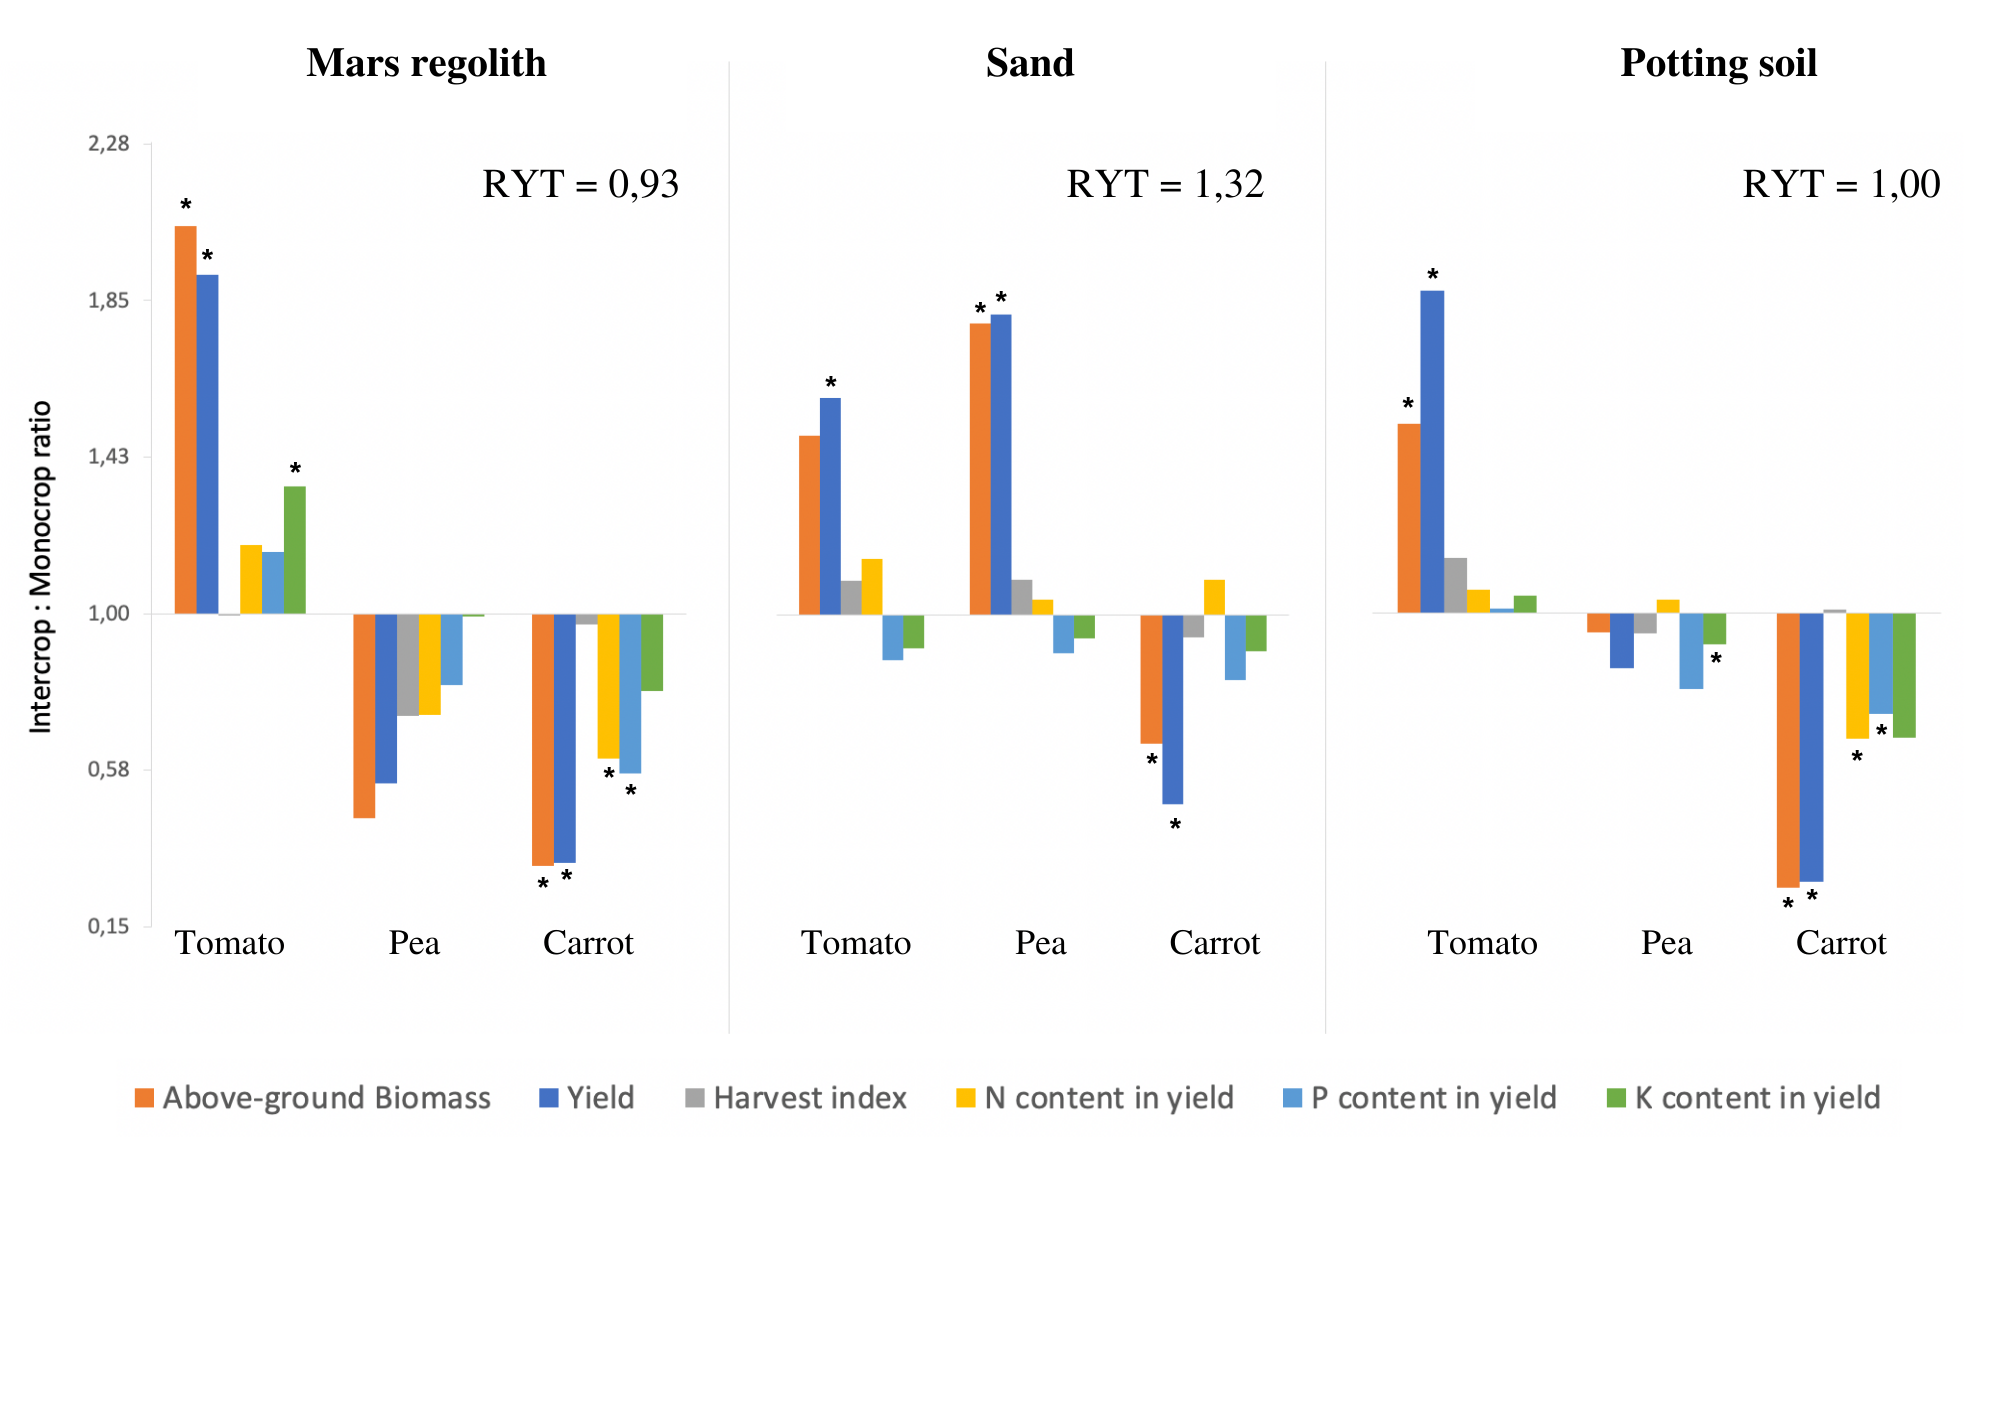 Mars regolith
Sand
Potting soil
2,28
1,85
1,43
1,00
0,58
0,15
Intercrop : Monocrop ratio
RYT = 0,93
RYT = 1,32
RYT = 1,00
* * *
* * * *
* * *
* *
* *
*
* * * *
Tomato Pea Carrot
Tomato Pea Carrot
Tomato Pea Carrot
Above-ground Biomass Yield Harvest index N content in yield P content in yield K content in yield